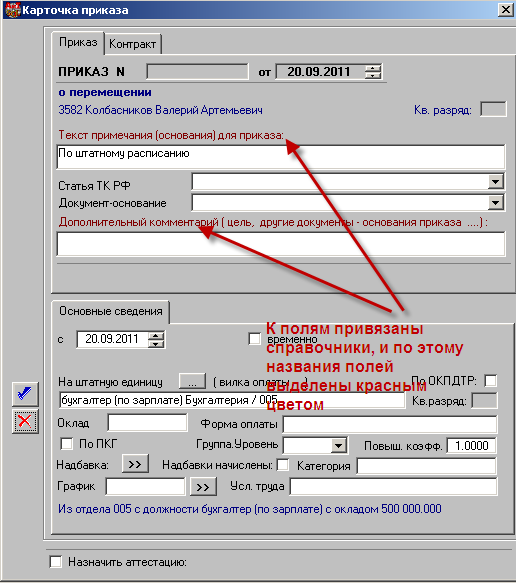 Карточка приказа
Приказ Контракт
ПРИКАЗ N от 20.09.2011
о перемещении
3582 Колбасников Валерий Артемьевич Кв. разряд:
Текст примечания (основания) для приказа:
По штатному расписанию
Статья ТК РФ
Документ-основание
Дополнительный комментарий ( цель, другие документы - основания приказа ....) :
Основные сведения
с 20.09.2011 временно
К полям привязаны
справочники, и по этому
названия полей
выделены красным
цветом
На штатную единицу ... ( вилка оплаты ) По ОКПДТР:
бухгалтер (по зарплате) Бухгалтерия / 005 Кв.разряд:
Оклад Форма оплаты
По ПКГ Группа.Уровень Повыш. коэфф. 1.0000
Надбавка: >> Надбавки начислены: Категория
График >> Усл. труда
Из отдела 005 с должности бухгалтер (по зарплате) с окладом 500 000.000
Назначить аттестацию: